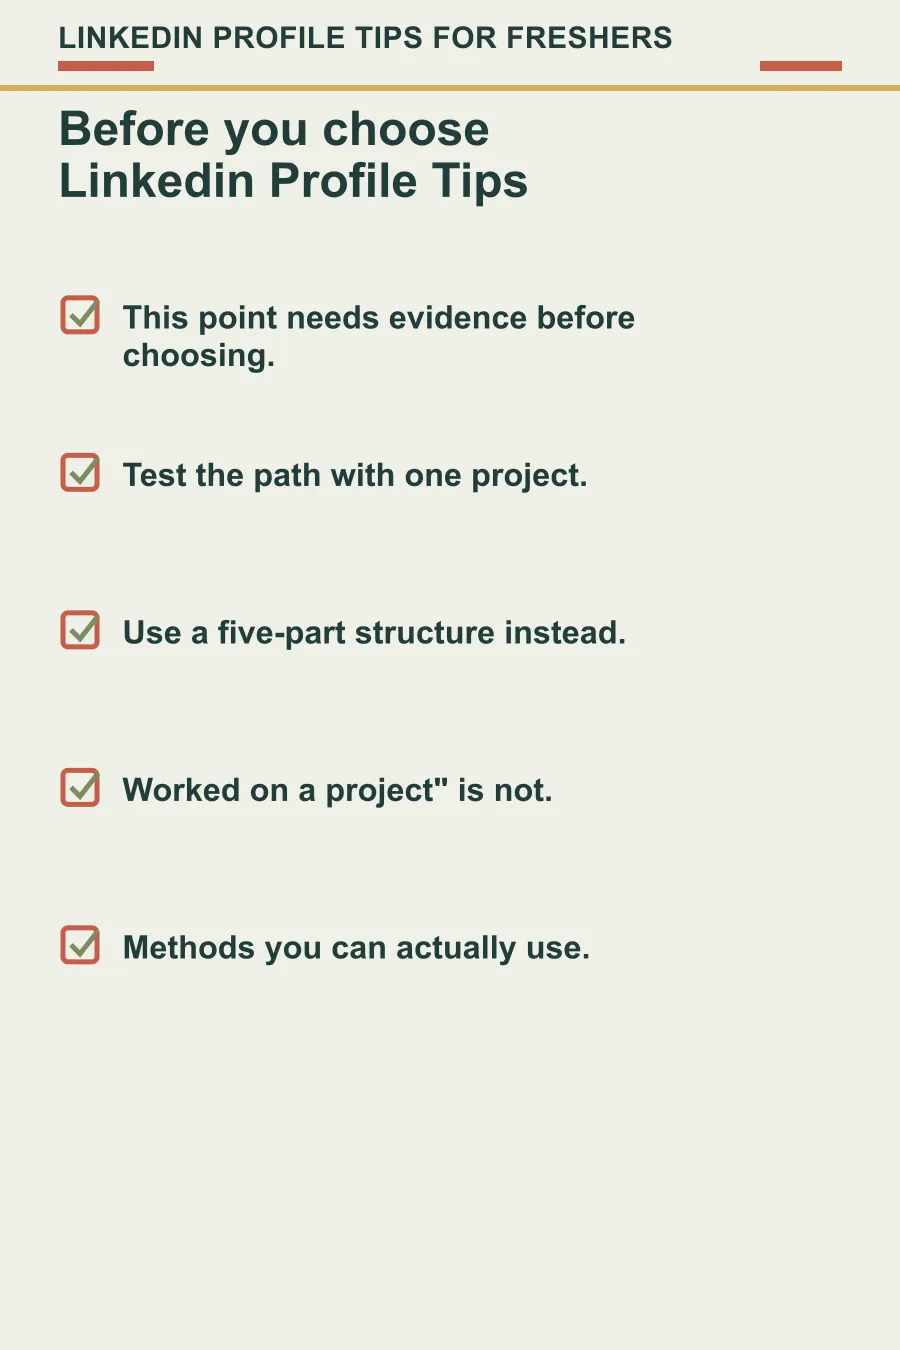 LINKEDIN PROFILE TIPS FOR FRESHERS
Before you choose
Linkedin Profile Tips
This point needs evidence before
choosing.
Test the path with one project.
Use a five-part structure instead.
Worked on a project" is not.
Methods you can actually use.